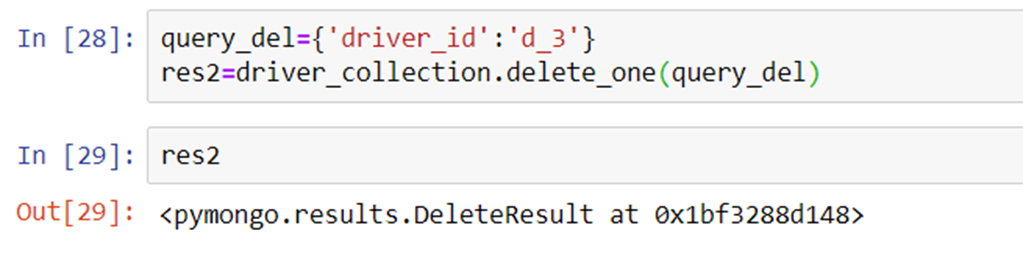 In [28]: query_del={'driver_id':'d_3'}
res2=driver_collection.delete_one(query_del)
In [29]: res2
Out[29]: <pymongo.results.DeleteResult at 0x1bf3288d148>